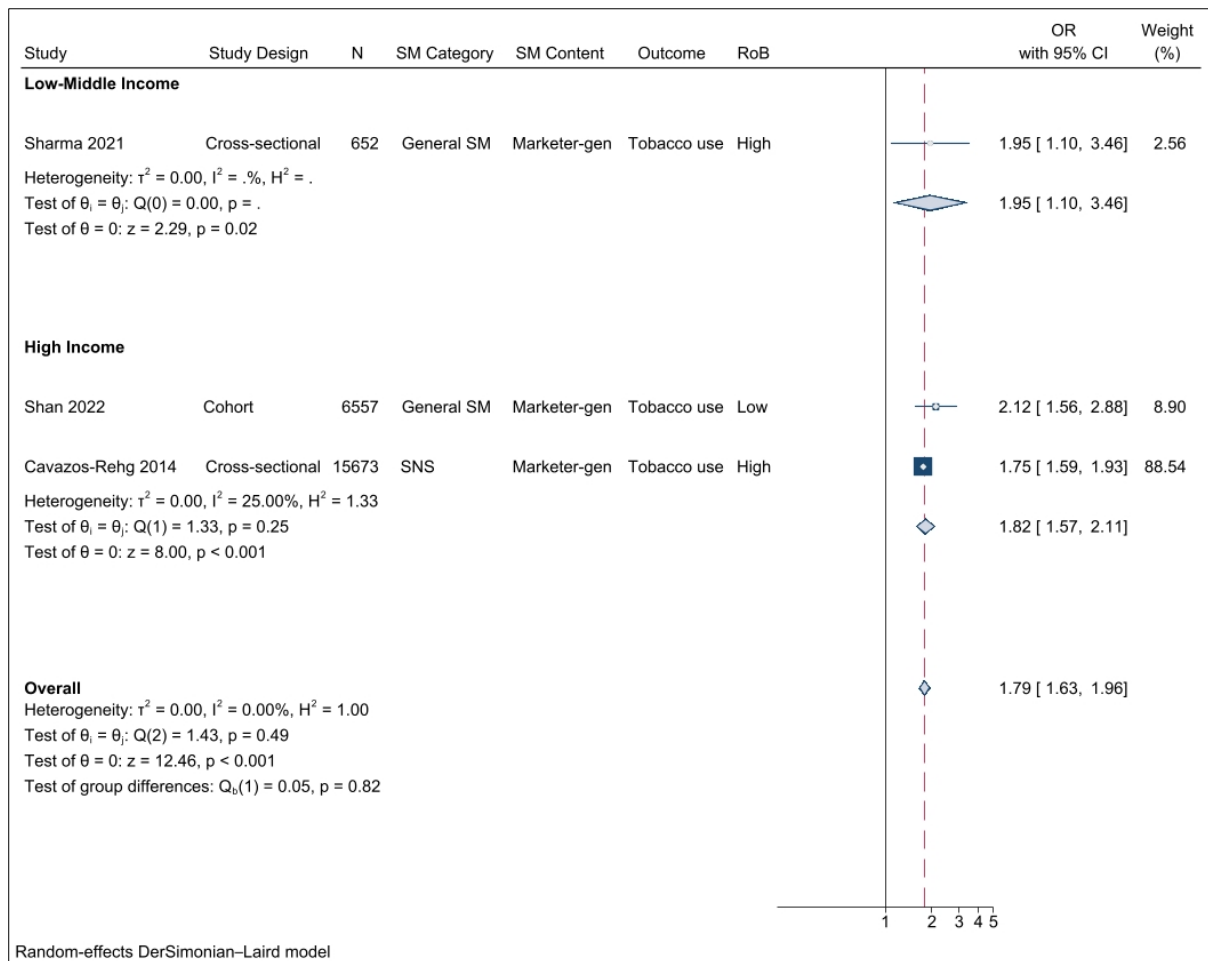 OR Weight
Study Study Design N SM Category SM Content Outcome RoB with 95% CI (%)
Low-Middle Income
Sharma 2021 Cross-sectional 652 General SM Marketer-gen Tobacco use High 1.95 [ 1.10, 3.46] 2.56
Heterogeneity: τ² = 0.00, I² = .%, H² = .
Test of θᵢ = θⱼ: Q(0) = 0.00, p = . 1.95 [ 1.10, 3.46]
Test of θ = 0: z = 2.29, p = 0.02
High Income
Shan 2022 Cohort 6557 General SM Marketer-gen Tobacco use Low 2.12 [ 1.56, 2.88] 8.90
Cavazos-Rehg 2014 Cross-sectional 15673 SNS Marketer-gen Tobacco use High 1.75 [ 1.59, 1.93] 88.54
Heterogeneity: τ² = 0.00, I² = 25.00%, H² = 1.33
Test of θᵢ = θⱼ: Q(1) = 1.33, p = 0.25 1.82 [ 1.57, 2.11]
Test of θ = 0: z = 8.00, p < 0.001
Overall 1.79 [ 1.63, 1.96]
Heterogeneity: τ² = 0.00, I² = 0.00%, H² = 1.00
Test of θᵢ = θⱼ: Q(2) = 1.43, p = 0.49
Test of θ = 0: z = 12.46, p < 0.001
Test of group differences: Q_b(1) = 0.05, p = 0.82
1 2 3 4 5
Random-effects DerSimonian–Laird model